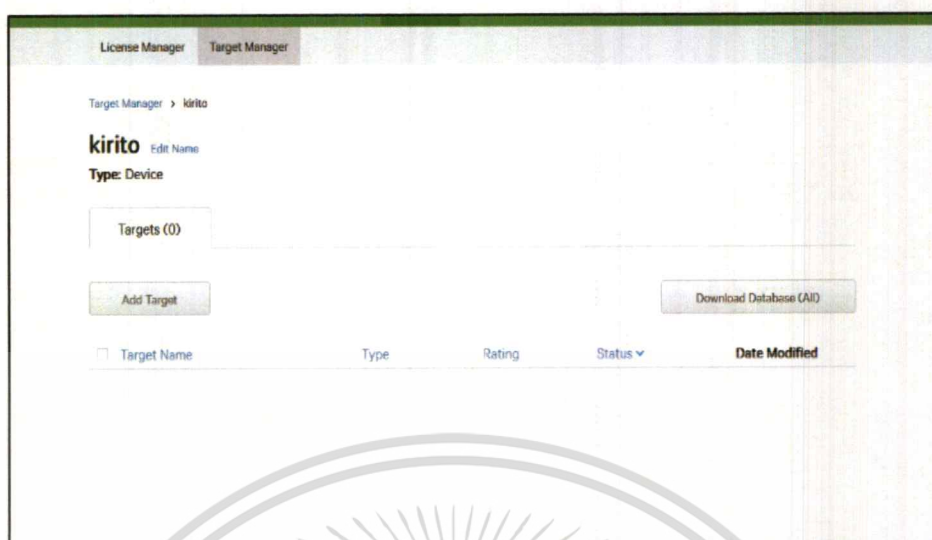 License Manager Target Manager
Target Manager > kirito
kirito Edit Name
Type: Device
Targets (0)
Add Target Download Database (All)
Target Name Type Rating Status Date Modified